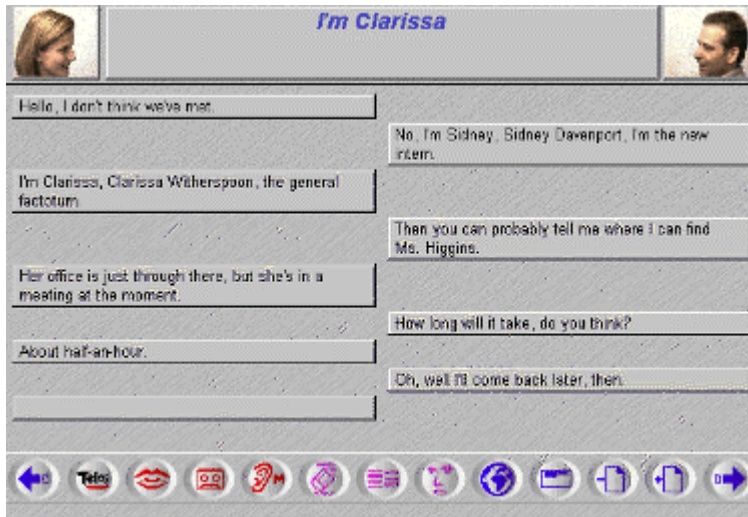 I'm Clarissa
Hello, I don't think we've met.
No, I'm Sidney, Sidney Davenport, I'm the new
intern.
I'm Clarissa, Clarissa Witherspoon, the general
factotum.
Then you can probably tell me where I can find
Ms. Higgins.
Her office is just through there, but she's in a
meeting at the moment.
How long will it take, do you think?
About half-an-hour.
Oh, well I'll come back later, then.
M